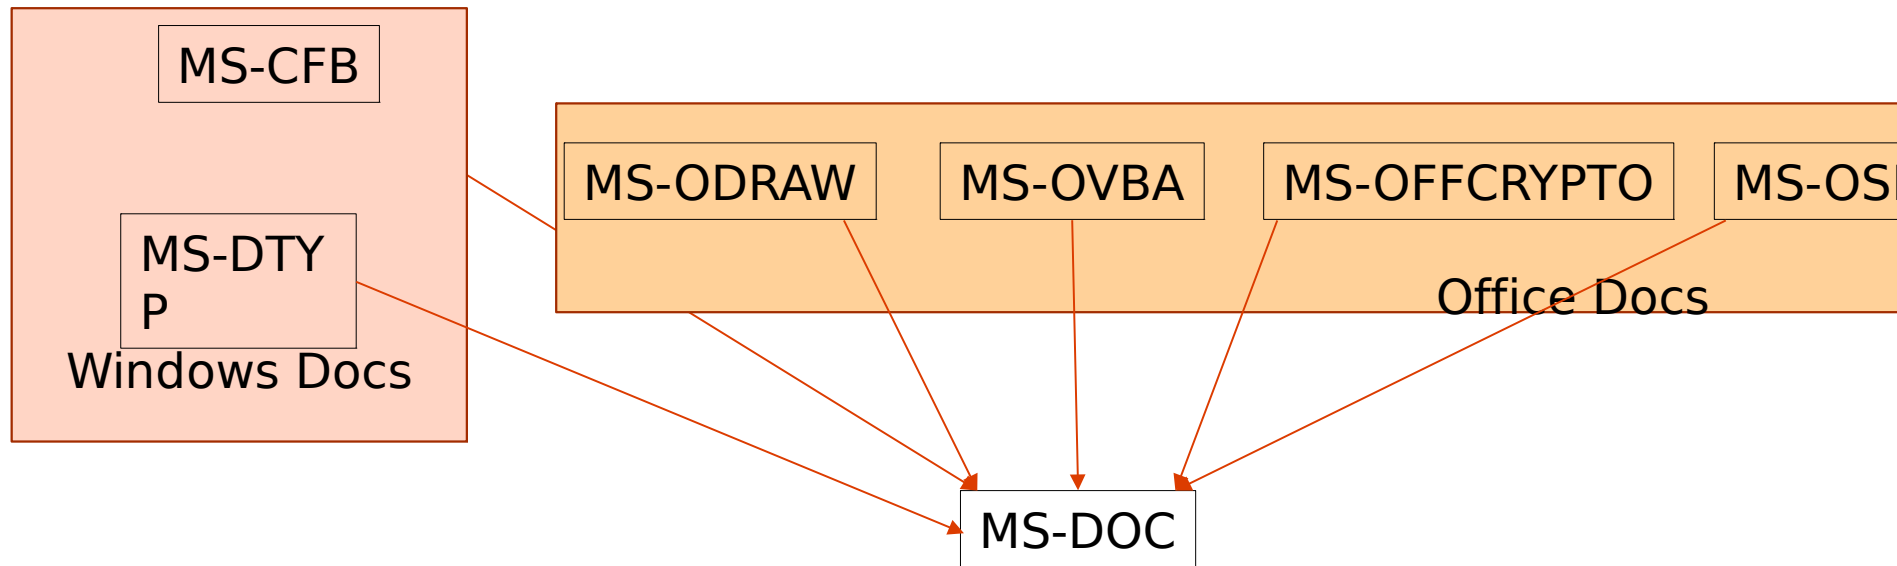 MS-CFB
MS-ODRAW
MS-OVBA
MS-OFFCRYPTO
MS-DTY
P
Office Docs
Windows Docs
MS-DOC